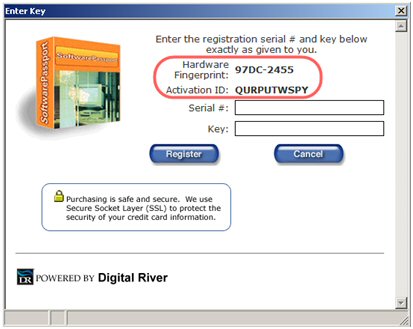 Enter Key
Enter the registration serial # and key below
exactly as given to you.
SoftwarePassport
SoftwarePassport
Hardware
Fingerprint: 97DC-2455
Activation ID: QURPUTWSPY
Serial #:
Key:
Register Cancel
Purchasing is safe and secure. We use
Secure Socket Layer (SSL) to protect the
security of your credit card information.
DR POWERED BY Digital River